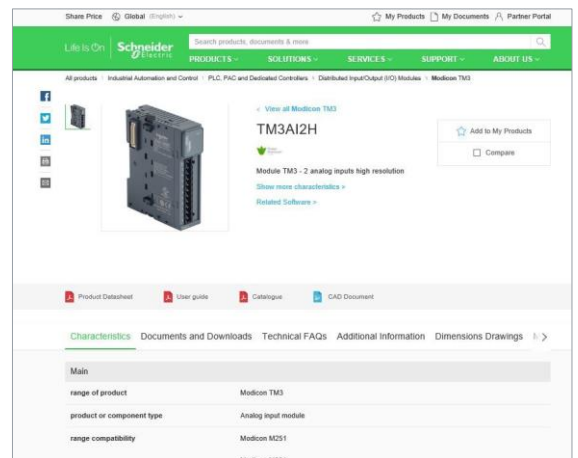 Share Price Global (English) My Products My Documents Partner Portal
Life Is On Schneider Electric
Search products, documents & more
PRODUCTS SOLUTIONS SERVICES SUPPORT ABOUT US
All products Industrial Automation and Control PLC, PAC and Dedicated Controllers Distributed Input/Output (I/O) Modules Modicon TM3
< View all Modicon TM3
TM3AI2H
Add to My Products
Compare
Module TM3 - 2 analog inputs high resolution
Show more characteristics >
Related Software >
Product Datasheet User guide Catalogue CAD Document
Characteristics Documents and Downloads Technical FAQs Additional Information Dimensions Drawings
Main
range of product Modicon TM3
product or component type Analog input module
range compatibility Modicon M251